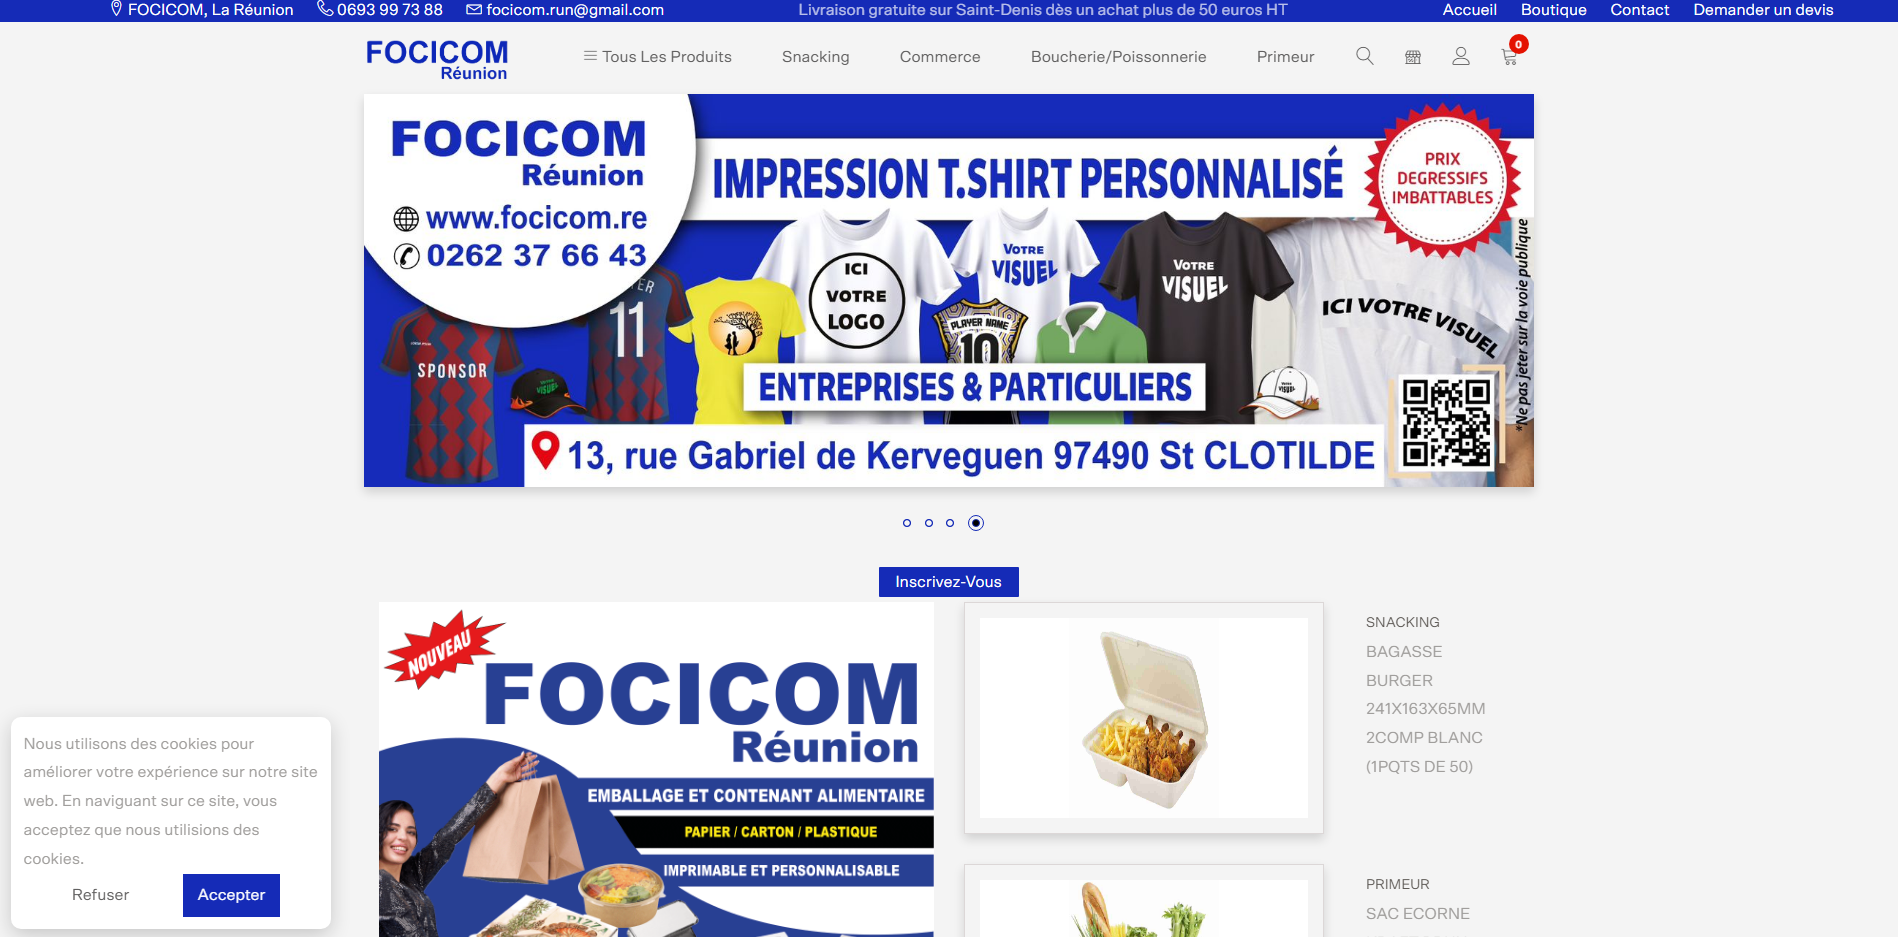 FOCICOM, La Réunion
0693 99 73 88
focicom.run@gmail.com
Livraison gratuite sur Saint-Denis dès un achat plus de 50 euros HT
Accueil
Boutique
Contact
Demander un devis
FOCICOM
Réunion
Tous Les Produits
Snacking
Commerce
Boucherie/Poissonnerie
Primeur
0
FOCICOM
Réunion
www.focicom.re
0262 37 66 43
IMPRESSION T.SHIRT PERSONNALISÉ
PRIX
DEGRESSIFS
IMBATTABLES
ICI
VOTRE
LOGO
VOTRE
VISUEL
VOTRE
VISUEL
ICI VOTRE VISUEL
11
SPONSOR
PLAYER NAME
10
VISUEL
ENTREPRISES & PARTICULIERS
13, rue Gabriel de Kerveguen 97490 St CLOTILDE
*Ne pas jeter sur la voie publique
Inscrivez-Vous
NOUVEAU
FOCICOM
Réunion
EMBALLAGE ET CONTENANT ALIMENTAIRE
PAPIER / CARTON / PLASTIQUE
IMPRIMABLE ET PERSONNALISABLE
SNACKING
BAGASSE
BURGER
241X163X65MM
2COMP BLANC
(1PQTS DE 50)
PRIMEUR
SAC ECORNE
Nous utilisons des cookies pour
améliorer votre expérience sur notre site
web. En naviguant sur ce site, vous
acceptez que nous utilisions des
cookies.
Refuser
Accepter